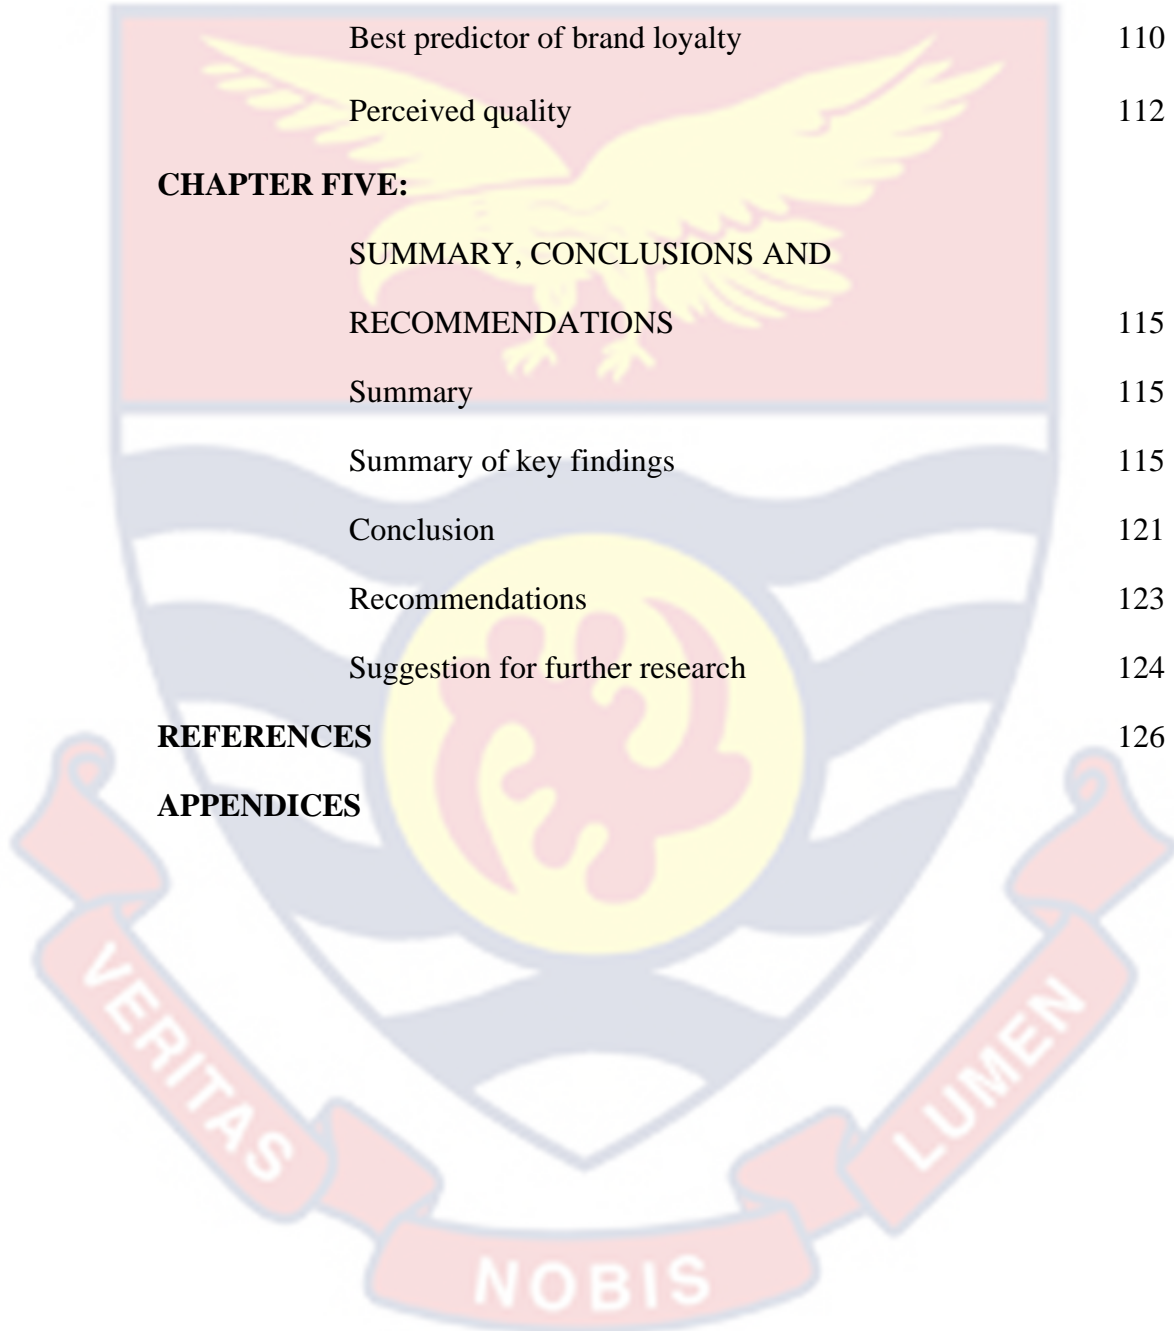 Best predictor of brand loyalty 110
Perceived quality 112
CHAPTER FIVE:
SUMMARY, CONCLUSIONS AND
RECOMMENDATIONS 115
Summary 115
Summary of key findings 115
Conclusion 121
Recommendations 123
Suggestion for further research 124
REFERENCES 126
APPENDICES
VERITAS
NOBIS
LUMEN